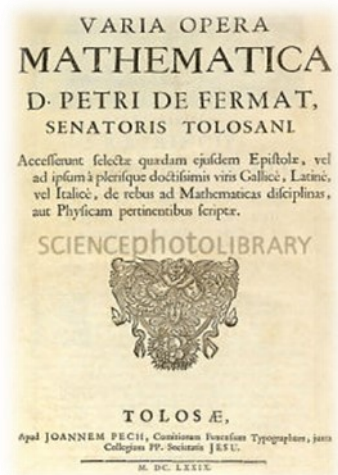 VARIA OPERA
MATHEMATICA
D. PETRI DE FERMAT,
SENATORIS TOLOSANI.
Accesserunt selectæ quædam ejusdem Epistolæ, vel
ad ipsum à plerisque doctissimis viris Gallicè, Latinè,
vel Italicè, de rebus ad Mathematicas disciplinas,
aut Physicam pertinentibus scriptæ.
SCIENCEphotoLIBRARY
TOLOSÆ,
Apud JOANNEM PECH, Comitiorum Fuxensium Typographum, juxta
Collegium PP. Societatis JESU.
M. DC. LXXIX.